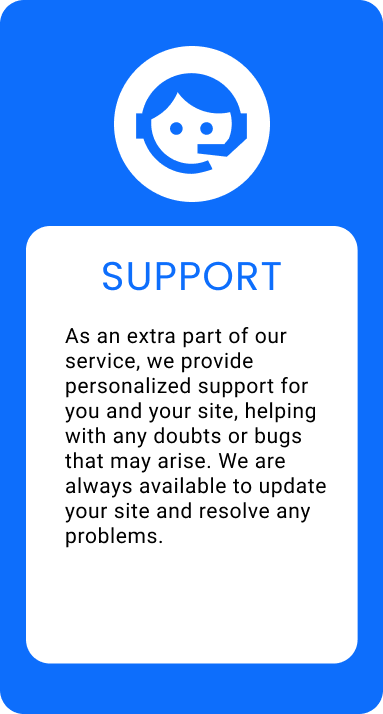 SUPPORT
As an extra part of our
service, we provide
personalized support for
you and your site, helping
with any doubts or bugs
that may arise. We are
always available to update
your site and resolve any
problems.